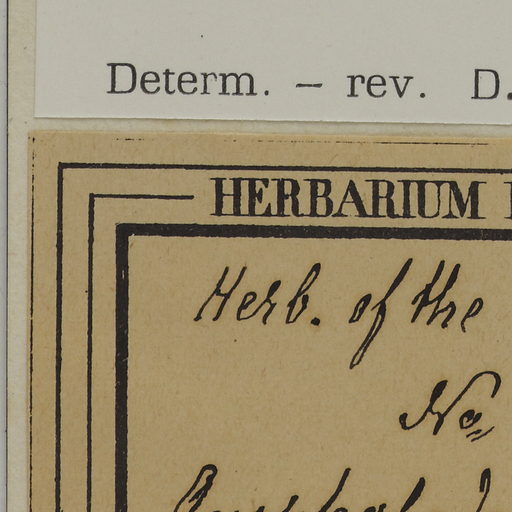 Determ. – rev. D.
HERBARIUM
Herb. of the
No